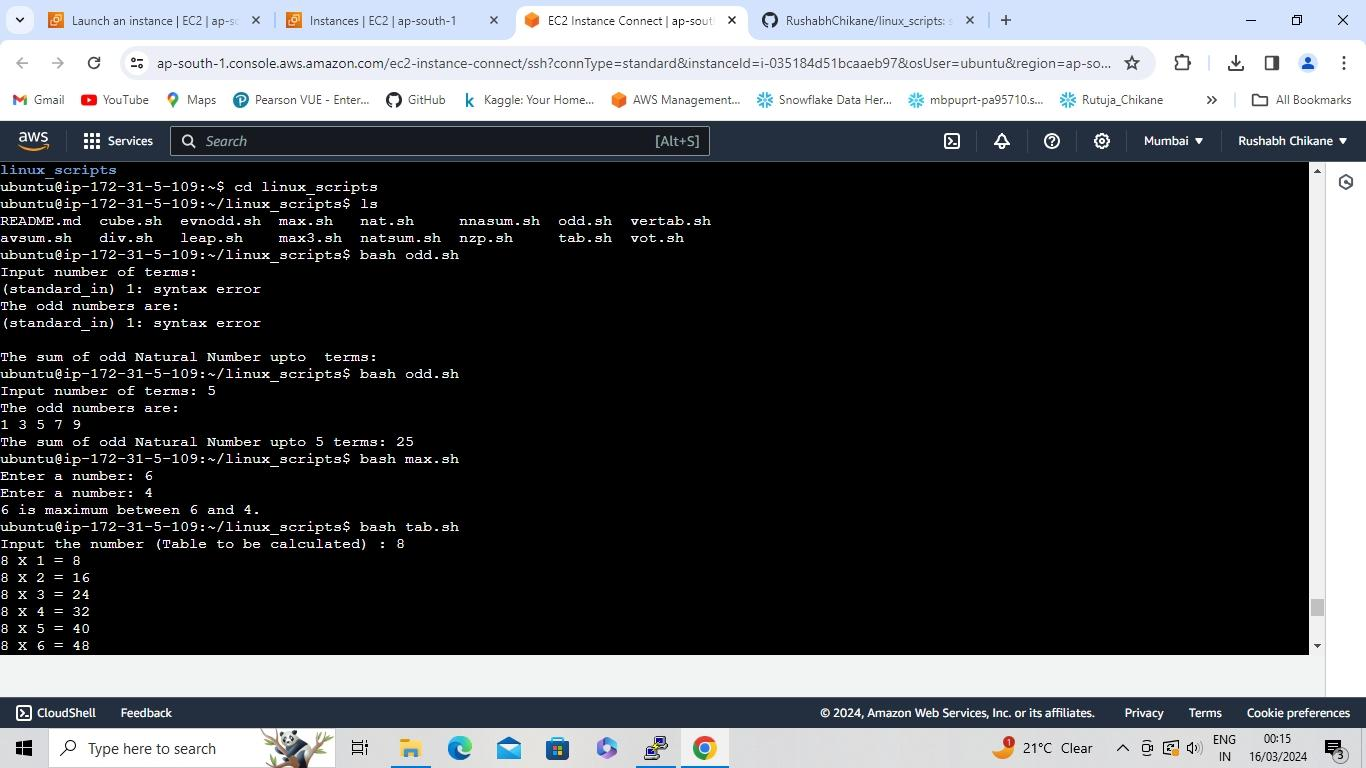 Launch an instance | EC2 | ap-so
Instances | EC2 | ap-south-1
EC2 Instance Connect | ap-sout
RushabhChikane/linux_scripts: s
ap-south-1.console.aws.amazon.com/ec2-instance-connect/ssh?connType=standard&instanceId=i-035184d51bcaaeb97&osUser=ubuntu&region=ap-so...
Gmail YouTube Maps Pearson VUE - Enter... GitHub Kaggle: Your Home... AWS Management... Snowflake Data Her... mbpuprt-pa95710.s... Rutuja_Chikane » All Bookmarks
aws Services Search [Alt+S] Mumbai Rushabh Chikane
linux_scripts
ubuntu@ip-172-31-5-109:~$ cd linux_scripts
ubuntu@ip-172-31-5-109:~/linux_scripts$ ls
README.md cube.sh evnodd.sh max.sh nat.sh nnasum.sh odd.sh vertab.sh
avsum.sh div.sh leap.sh max3.sh natsum.sh nzp.sh tab.sh vot.sh
ubuntu@ip-172-31-5-109:~/linux_scripts$ bash odd.sh
Input number of terms:
(standard_in) 1: syntax error
The odd numbers are:
(standard_in) 1: syntax error
The sum of odd Natural Number upto  terms:
ubuntu@ip-172-31-5-109:~/linux_scripts$ bash odd.sh
Input number of terms: 5
The odd numbers are:
1 3 5 7 9
The sum of odd Natural Number upto 5 terms: 25
ubuntu@ip-172-31-5-109:~/linux_scripts$ bash max.sh
Enter a number: 6
Enter a number: 4
6 is maximum between 6 and 4.
ubuntu@ip-172-31-5-109:~/linux_scripts$ bash tab.sh
Input the number (Table to be calculated) : 8
8 X 1 = 8
8 X 2 = 16
8 X 3 = 24
8 X 4 = 32
8 X 5 = 40
8 X 6 = 48
CloudShell Feedback © 2024, Amazon Web Services, Inc. or its affiliates. Privacy Terms Cookie preferences
Type here to search 1 21°C Clear ENG IN 00:15 16/03/2024 3